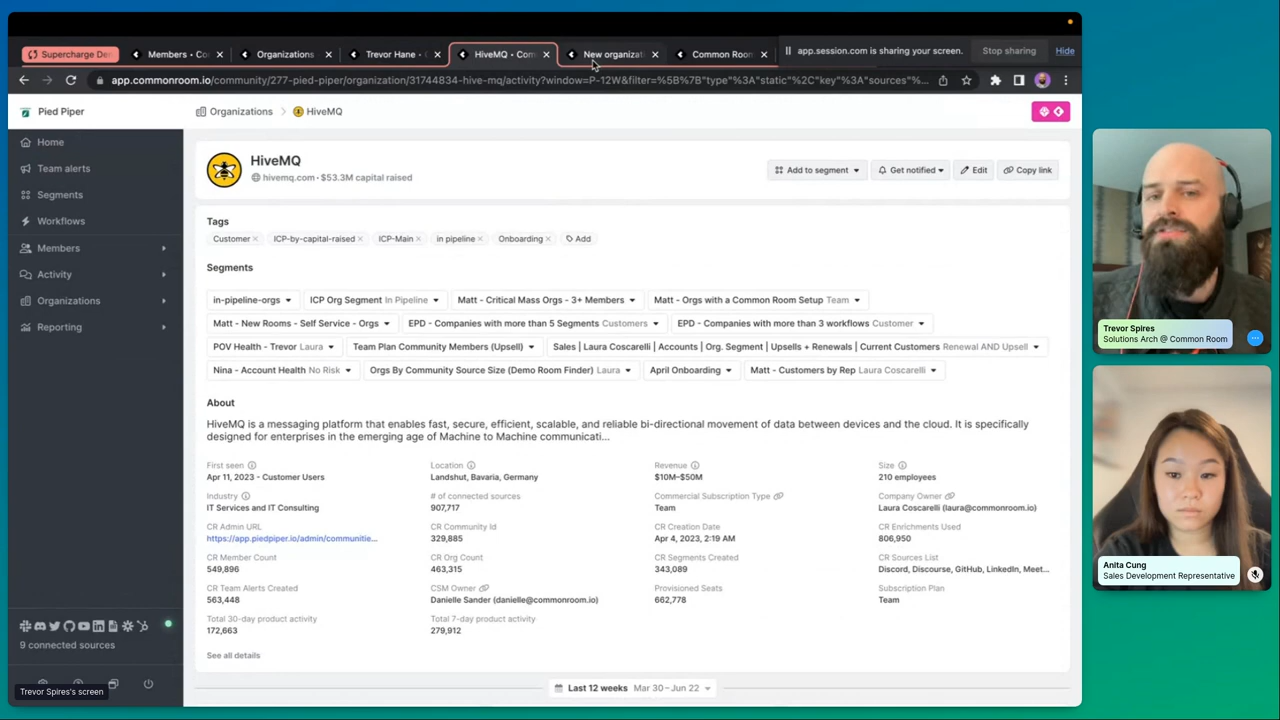 Supercharge De
Members • Co
Organizations
Trevor Hane •
HiveMQ • Com
New organizat
Common Room
app.session.com is sharing your screen.
Stop sharing
Hide
app.commonroom.io/community/277-pied-piper/organization/31744834-hive-mq/activity?window=P-12W&filter=%5B%7B"type"%3A"static"%2C"key"%3A"sources"%...
Pied Piper
Organizations > HiveMQ
Home
Team alerts
Segments
Workflows
Members
Activity
Organizations
Reporting
9 connected sources
Trevor Spires's screen
HiveMQ
hivemq.com • $53.3M capital raised
Add to segment
Get notified
Edit
Copy link
Tags
Customer × ICP-by-capital-raised × ICP-Main × in pipeline × Onboarding × Add
Segments
in-pipeline-orgs ICP Org Segment In Pipeline Matt - Critical Mass Orgs - 3+ Members Matt - Orgs with a Common Room Setup Team
Matt - New Rooms - Self Service - Orgs EPD - Companies with more than 5 Segments Customers EPD - Companies with more than 3 workflows Customer
POV Health - Trevor Laura Team Plan Community Members (Upsell) Sales | Laura Coscarelli | Accounts | Org. Segment | Upsells + Renewals | Current Customers Renewal AND Upsell
Nina - Account Health No Risk Orgs By Community Source Size (Demo Room Finder) Laura April Onboarding Matt - Customers by Rep Laura Coscarelli
About
HiveMQ is a messaging platform that enables fast, secure, efficient, scalable, and reliable bi-directional movement of data between devices and the cloud. It is specifically
designed for enterprises in the emerging age of Machine to Machine communicati...
First seen Location Revenue Size
Apr 11, 2023 - Customer Users Landshut, Bavaria, Germany $10M–$50M 210 employees
Industry # of connected sources Commercial Subscription Type Company Owner
IT Services and IT Consulting 907,717 Team Laura Coscarelli (laura@commonroom.io)
CR Admin URL CR Community Id CR Creation Date CR Enrichments Used
https://app.piedpiper.io/admin/communitie... 329,885 Apr 4, 2023, 2:19 AM 806,950
CR Member Count CR Org Count CR Segments Created CR Sources List
549,896 463,315 343,089 Discord, Discourse, GitHub, LinkedIn, Meet...
CR Team Alerts Created CSM Owner Provisioned Seats Subscription Plan
563,448 Danielle Sander (danielle@commonroom.io) 662,778 Team
Total 30-day product activity Total 7-day product activity
172,663 279,912
See all details
Last 12 weeks Mar 30 – Jun 22
Trevor Spires
Solutions Arch @ Common Room
Anita Cung
Sales Development Representative